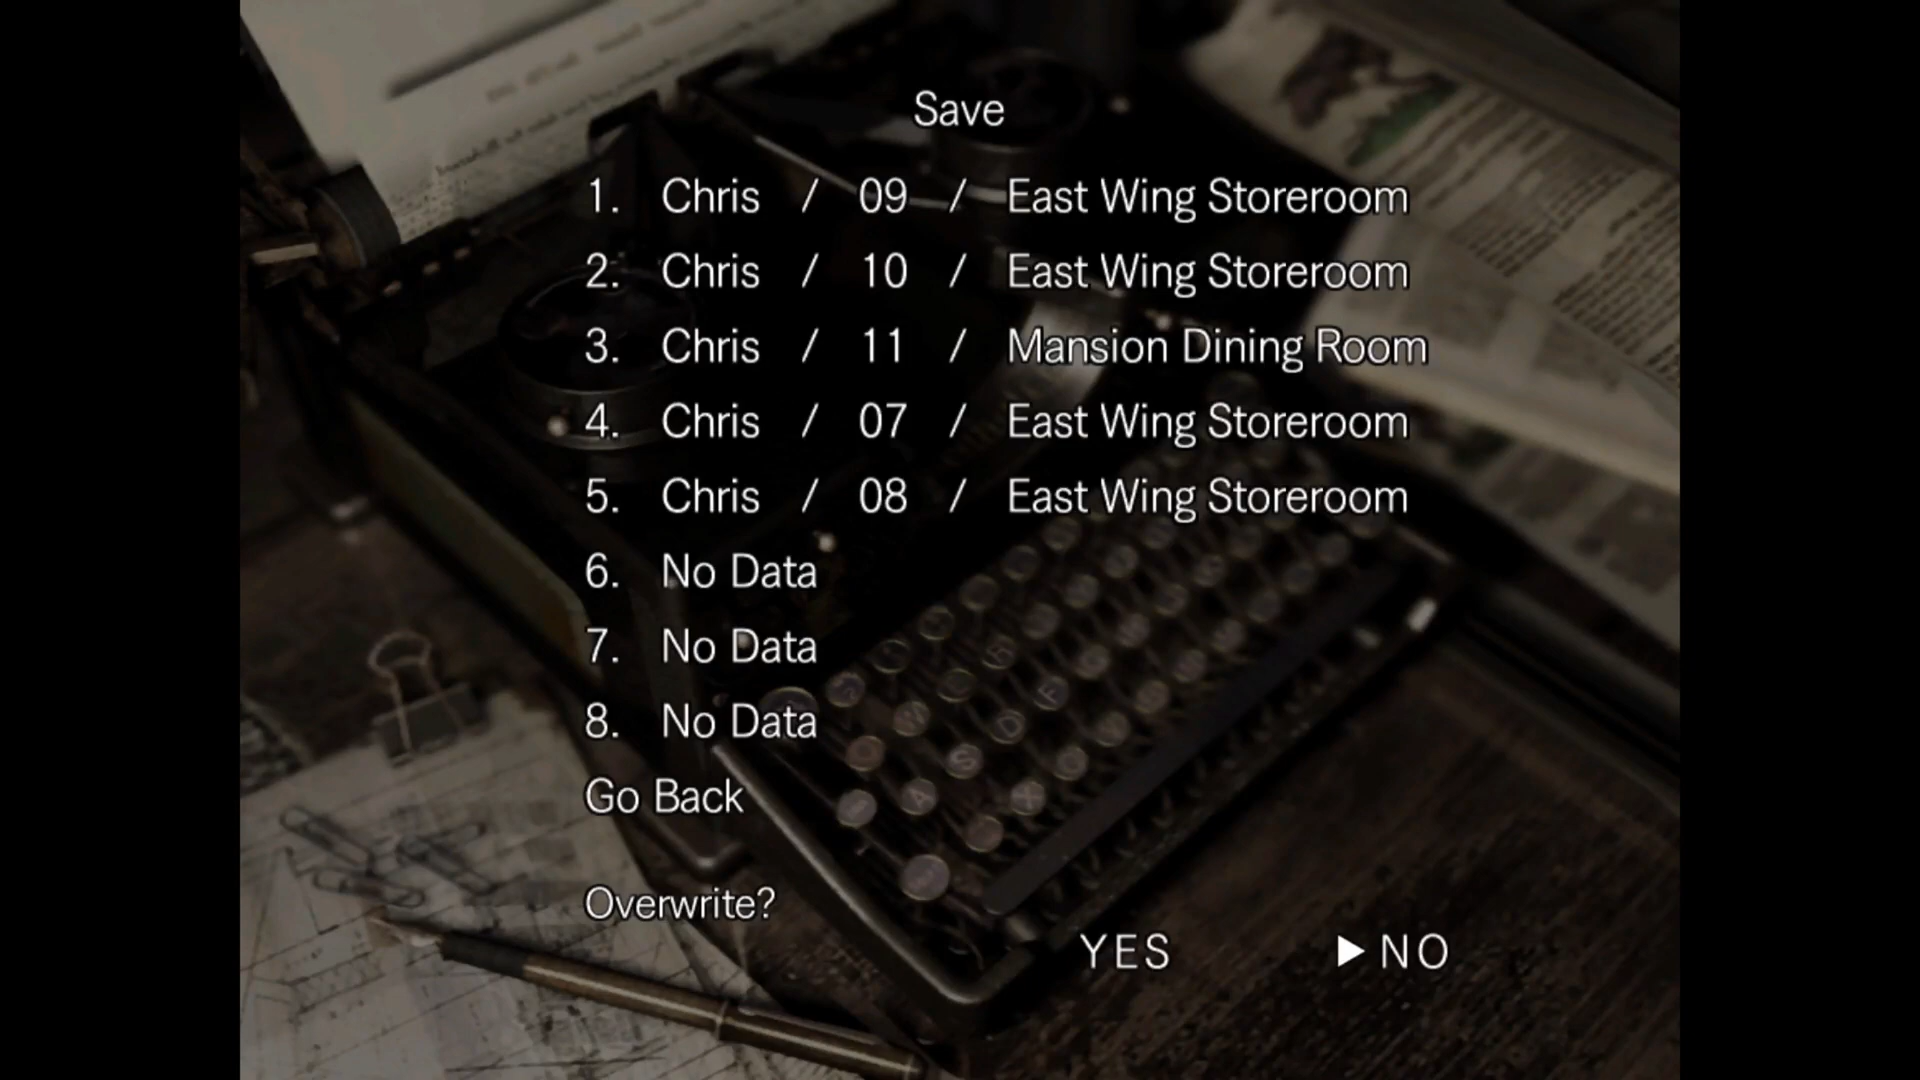 Save
1. Chris / 09 / East Wing Storeroom
2. Chris / 10 / East Wing Storeroom
3. Chris / 11 / Mansion Dining Room
4. Chris / 07 / East Wing Storeroom
5. Chris / 08 / East Wing Storeroom
6. No Data
7. No Data
8. No Data
Go Back
Overwrite?
YES ▶ NO